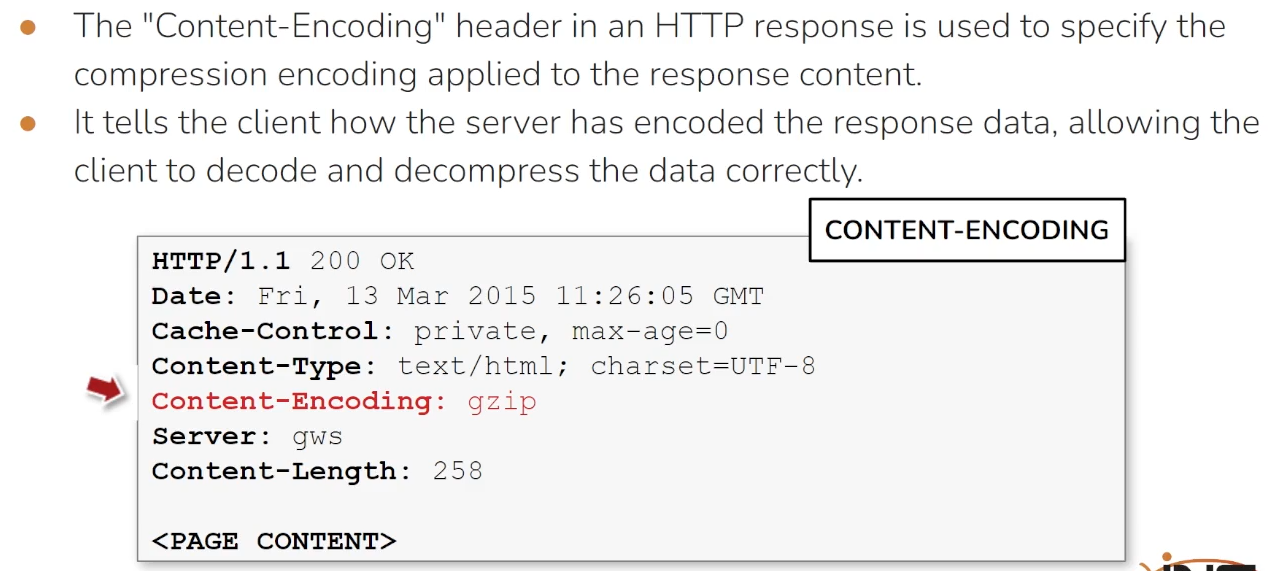 The "Content-Encoding" header in an HTTP response is used to specify the
compression encoding applied to the response content.
It tells the client how the server has encoded the response data, allowing the
client to decode and decompress the data correctly.
CONTENT-ENCODING
HTTP/1.1 200 OK
Date: Fri, 13 Mar 2015 11:26:05 GMT
Cache-Control: private, max-age=0
Content-Type: text/html; charset=UTF-8
Content-Encoding: gzip
Server: gws
Content-Length: 258
<PAGE CONTENT>